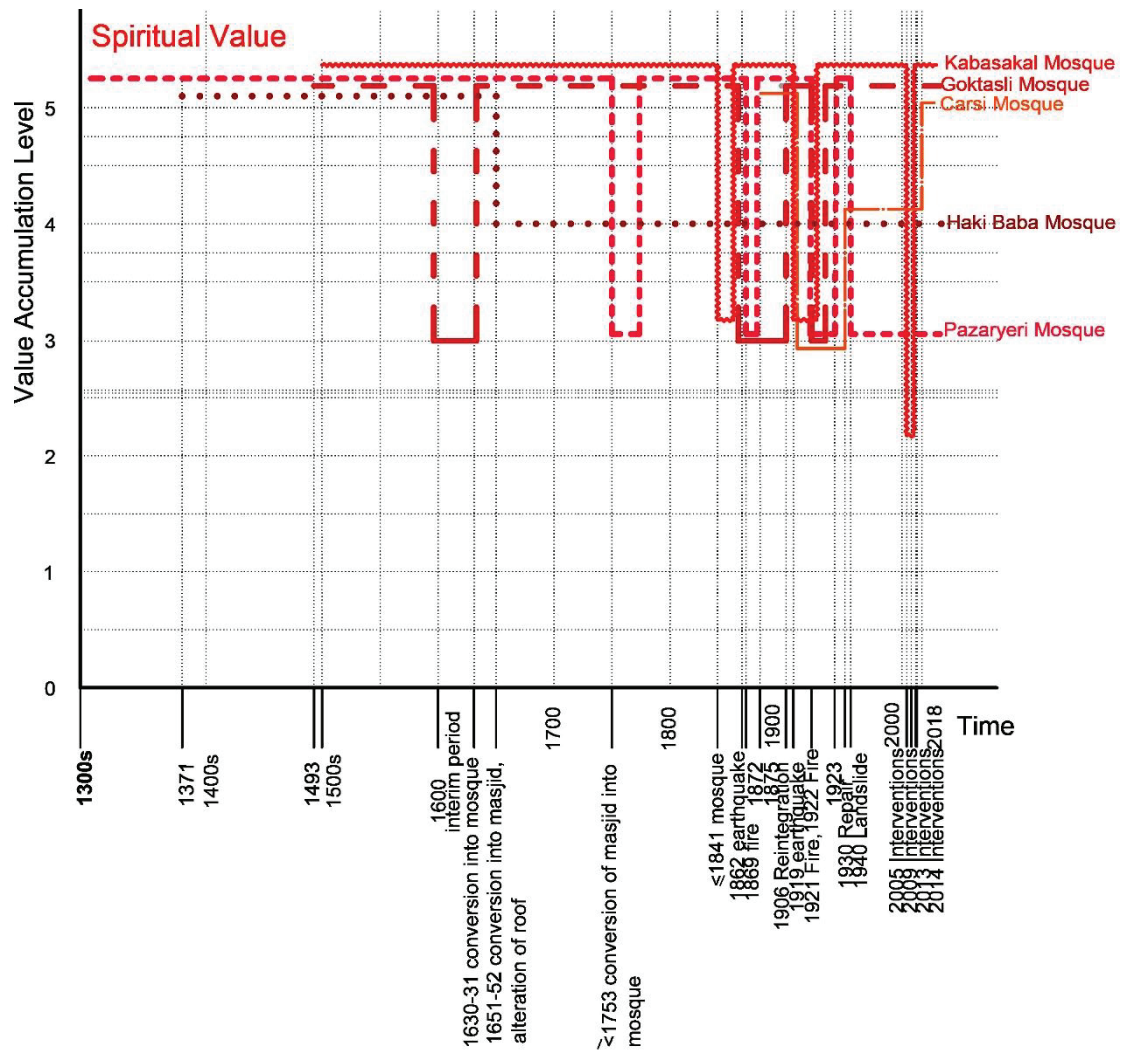 Spiritual Value
Value Accumulation Level
5
4
3
2
1
0
Kabasakal Mosque
Goktasli Mosque
Carsi Mosque
Haki Baba Mosque
Pazaryeri Mosque
Time
1300s
1371
1400s
1493
1500s
1600
interim period
1630-31 conversion into mosque
1651-52 conversion into masjid,
alteration of roof
1700
≤1753 conversion of masjid into
mosque
1800
≤1841 mosque
1862 earthquake
1869 fire
1872
1875
1900
1906 Reintegration
1919 earthquake
1921 Fire, 1922 Fire
1923
1930 Repair
1940 Landslide
2000
2005 Interventions
2009 Interventions
2013 Interventions
2014 Interventions
2018